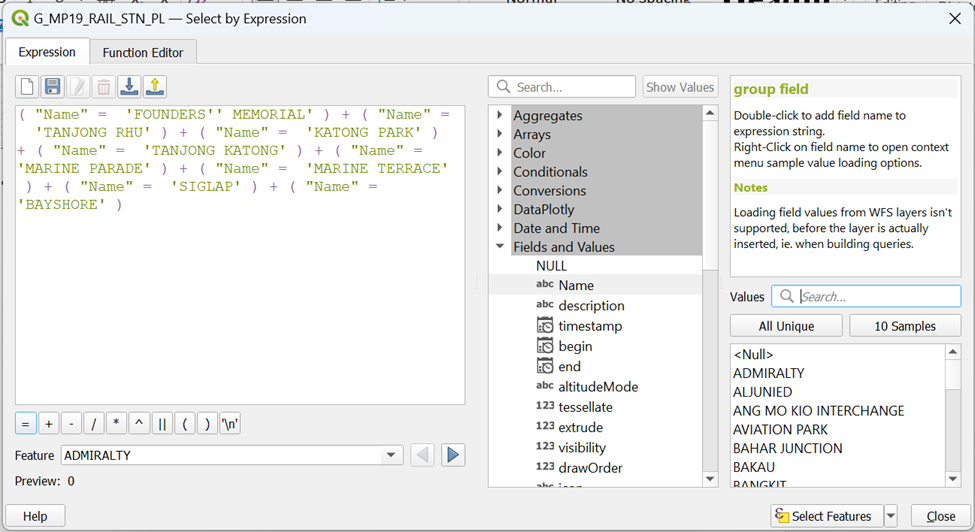 G_MP19_RAIL_STN_PL — Select by Expression
Expression
Function Editor
( "Name" =  'FOUNDERS'' MEMORIAL' ) + ( "Name" =
'TANJONG RHU' ) + ( "Name" =  'KATONG PARK' )
+ ( "Name" =  'TANJONG KATONG' ) + ( "Name" =
'MARINE PARADE' ) + ( "Name" =  'MARINE TERRACE'
) + ( "Name" =  'SIGLAP' ) + ( "Name" =
'BAYSHORE' )
= + - / * ^ || ( ) '\n'
Feature ADMIRALTY
Preview: 0
Help
Search...
Show Values
Aggregates
Arrays
Color
Conditionals
Conversions
DataPlotly
Date and Time
Fields and Values
NULL
abc Name
abc description
timestamp
begin
end
abc altitudeMode
123 tessellate
123 extrude
123 visibility
123 drawOrder
group field
Double-click to add field name to
expression string.
Right-Click on field name to open context
menu sample value loading options.
Notes
Loading field values from WFS layers isn't
supported, before the layer is actually
inserted, ie. when building queries.
Values Search...
All Unique
10 Samples
<Null>
ADMIRALTY
ALJUNIED
ANG MO KIO INTERCHANGE
AVIATION PARK
BAHAR JUNCTION
BAKAU
BANGKIT
Select Features
Close